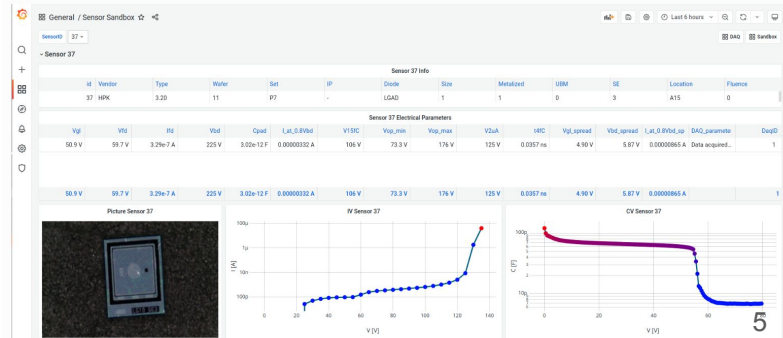 General / Sensor Sandbox
Last 6 hours
SensorID 37
DAQ Sandbox
Sensor 37
Sensor 37 Info
id Vendor Type Wafer Set IP Diode Size Metalized UBM SE Location Fluence
37 HPK 3.20 11 P7 - LGAD 1 1 0 3 A15 0
Sensor 37 Electrical Parameters
Vgl Vfd Ifd Vbd Cpad I_at_0.8Vbd V15fC Vop_min Vop_max V2uA t4fC Vgl_spread Vbd_spread I_at_0.8Vbd_sp DAQ_paramete DaqID
50.9 V 59.7 V 3.29e-7 A 225 V 3.02e-12 F 0.00000332 A 106 V 73.3 V 176 V 125 V 0.0357 ns 4.90 V 5.87 V 0.00000865 A Data acquired... 1
50.9 V 59.7 V 3.29e-7 A 225 V 3.02e-12 F 0.00000332 A 106 V 73.3 V 176 V 125 V 0.0357 ns 4.90 V 5.87 V 0.00000865 A 1
Picture Sensor 37
IV Sensor 37
100µ
1µ
10n
100p
I [A]
0 20 40 60 80 100 120 140
V [V]
CV Sensor 37
100p
10p
C [F]
0 20 40 60
V [V]
5